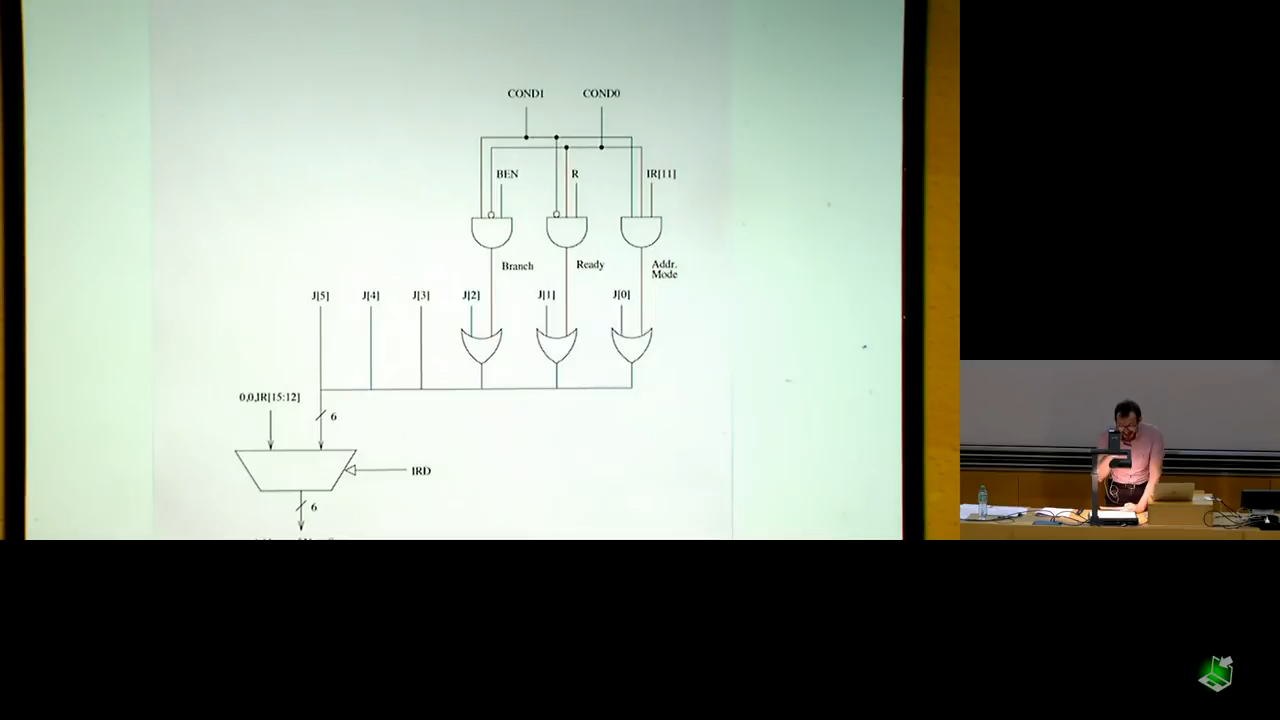 COND1 COND0
BEN R IR[11]
Branch Ready Addr.
Mode
J[5] J[4] J[3] J[2] J[1] J[0]
0,0,IR[15:12]
6
IRD
6